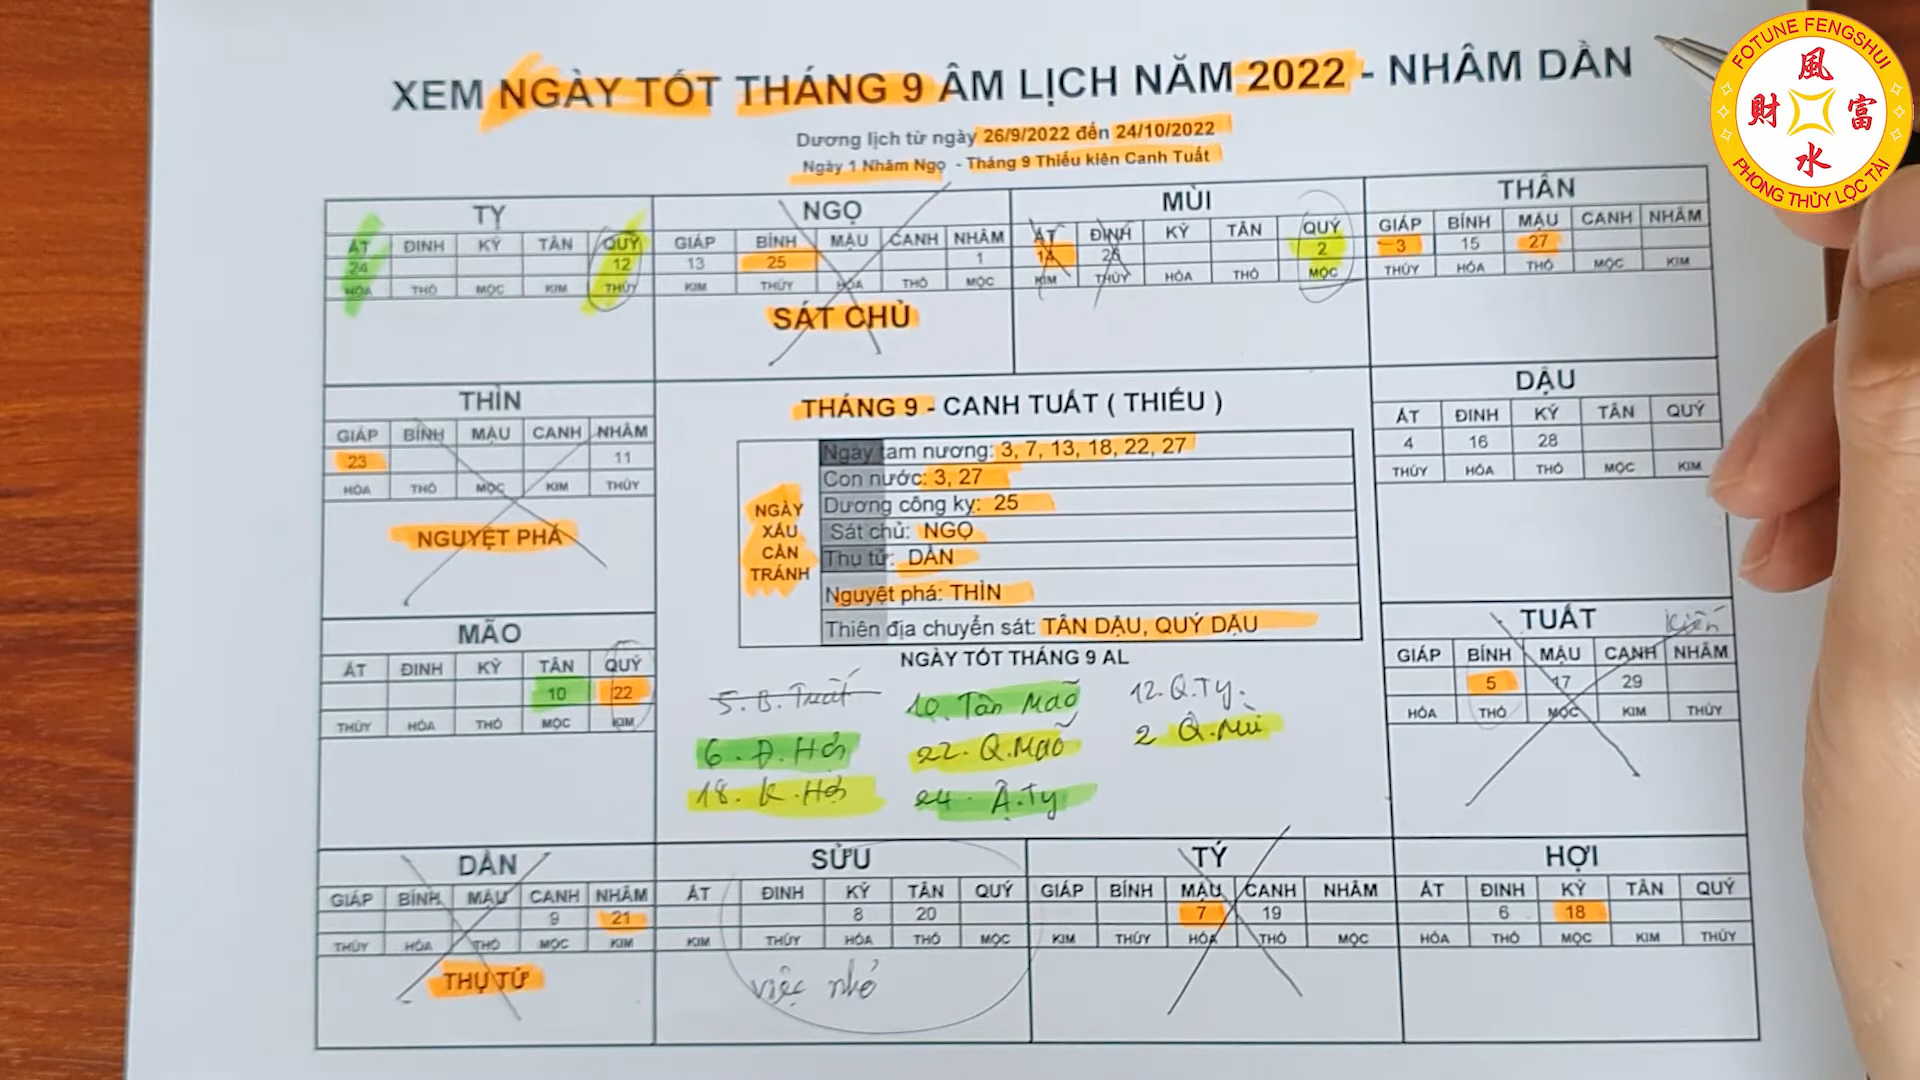 XEM NGÀY TỐT THÁNG 9 ÂM LỊCH NĂM 2022 - NHÂM DẦN
Dương lịch từ ngày 26/9/2022 đến 24/10/2022
Ngày 1 Nhâm Ngọ - Tháng 9 Thiếu kiên Canh Tuất
FOTUNE FENGSHUI
風
財 富
水
PHONG THỦY LỘC TÀI
TỴ
ẤT ĐINH KỶ TÂN QUÝ
24 12
HỎA THỔ MỘC KIM THỦY
NGỌ
GIÁP BÍNH MẬU CANH NHÂM
13 25 1
KIM THỦY HỎA THỔ MỘC
SÁT CHỦ
MÙI
ẤT ĐINH KỶ TÂN QUÝ
14 26 2
KIM THỦY HỎA THỔ MỘC
THÂN
GIÁP BÍNH MẬU CANH NHÂM
3 15 27
THỦY HỎA THỔ MỘC KIM
THÌN
GIÁP BÍNH MẬU CANH NHÂM
23 11
HỎA THỔ MỘC KIM THỦY
NGUYỆT PHÁ
THÁNG 9 - CANH TUẤT ( THIẾU )
NGÀY XẤU CẦN TRÁNH
Ngày tam nương: 3, 7, 13, 18, 22, 27
Con nước: 3, 27
Dương công kỵ: 25
Sát chủ: NGỌ
Thụ tử: DẦN
Nguyệt phá: THÌN
Thiên địa chuyển sát: TÂN DẬU, QUÝ DẬU
DẬU
ẤT ĐINH KỶ TÂN QUÝ
4 16 28
THỦY HỎA THỔ MỘC KIM
MÃO
ẤT ĐINH KỶ TÂN QUÝ
10 22
THỦY HỎA THỔ MỘC KIM
NGÀY TỐT THÁNG 9 AL
5. B. Tuất 10. Tân Mão 12. Q. Tỵ.
6. Đ. Hợi 22. Q. Mão 2 Q. Mùi
18. K. Hợi 24. Ấ. Tỵ
TUẤT Kiến
GIÁP BÍNH MẬU CANH NHÂM
5 17 29
HỎA THỔ MỘC KIM THỦY
DẦN
GIÁP BÍNH MẬU CANH NHÂM
9 21
THỦY HỎA THỔ MỘC KIM
THỤ TỬ
SỬU
ẤT ĐINH KỶ TÂN QUÝ
8 20
KIM THỦY HỎA THỔ MỘC
việc nhỏ
TÝ
GIÁP BÍNH MẬU CANH NHÂM
7 19
KIM THỦY HỎA THỔ MỘC
HỢI
ẤT ĐINH KỶ TÂN QUÝ
6 18
HỎA THỔ MỘC KIM THỦY